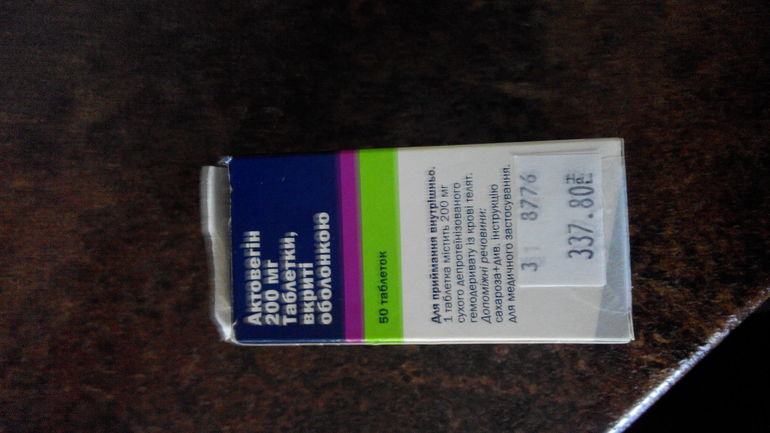 Актовегін
200 мг
Таблетки,
вкриті
оболонкою
50 таблеток
Для приймання внутрішньо.
1 таблетка містить 200 мг
сухого депротеїнізованого
гемодеривату із крові телят.
Допоміжні речовини:
сахароза+див. інструкцію
для медичного застосування.
8776
337.80